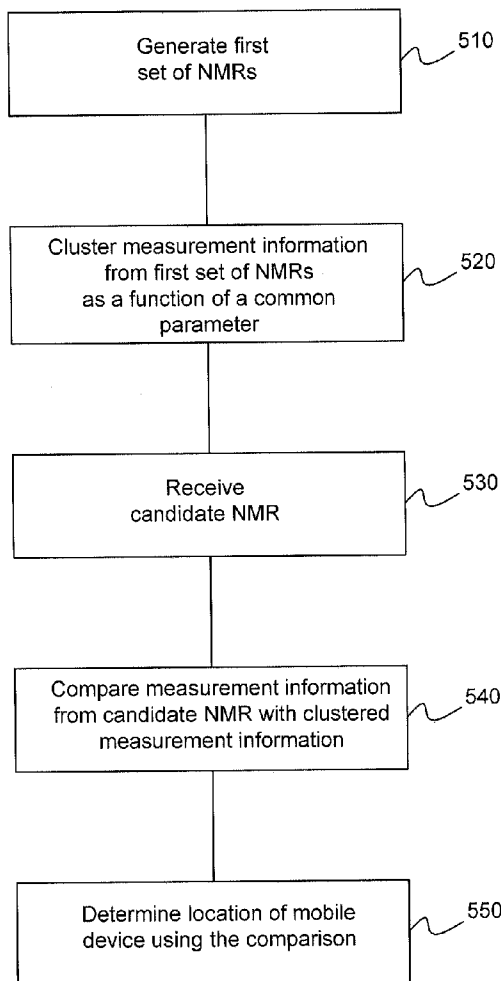 Generate first
set of NMRs
510
Cluster measurement information
from first set of NMRs
as a function of a common
parameter
520
Receive
candidate NMR
530
Compare measurement information
from candidate NMR with clustered
measurement information
540
Determine location of mobile
device using the comparison
550